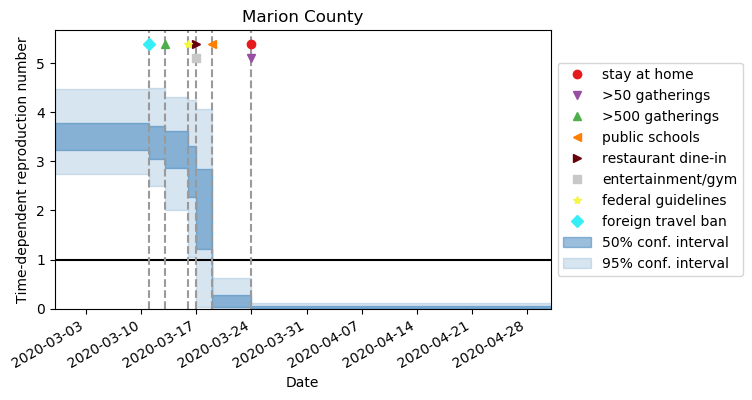 Marion County
Time-dependent reproduction number
5
4
3
2
1
0
2020-03-03
2020-03-10
2020-03-17
2020-03-24
2020-03-31
2020-04-07
2020-04-14
2020-04-21
2020-04-28
Date
stay at home
>50 gatherings
>500 gatherings
public schools
restaurant dine-in
entertainment/gym
federal guidelines
foreign travel ban
50% conf. interval
95% conf. interval